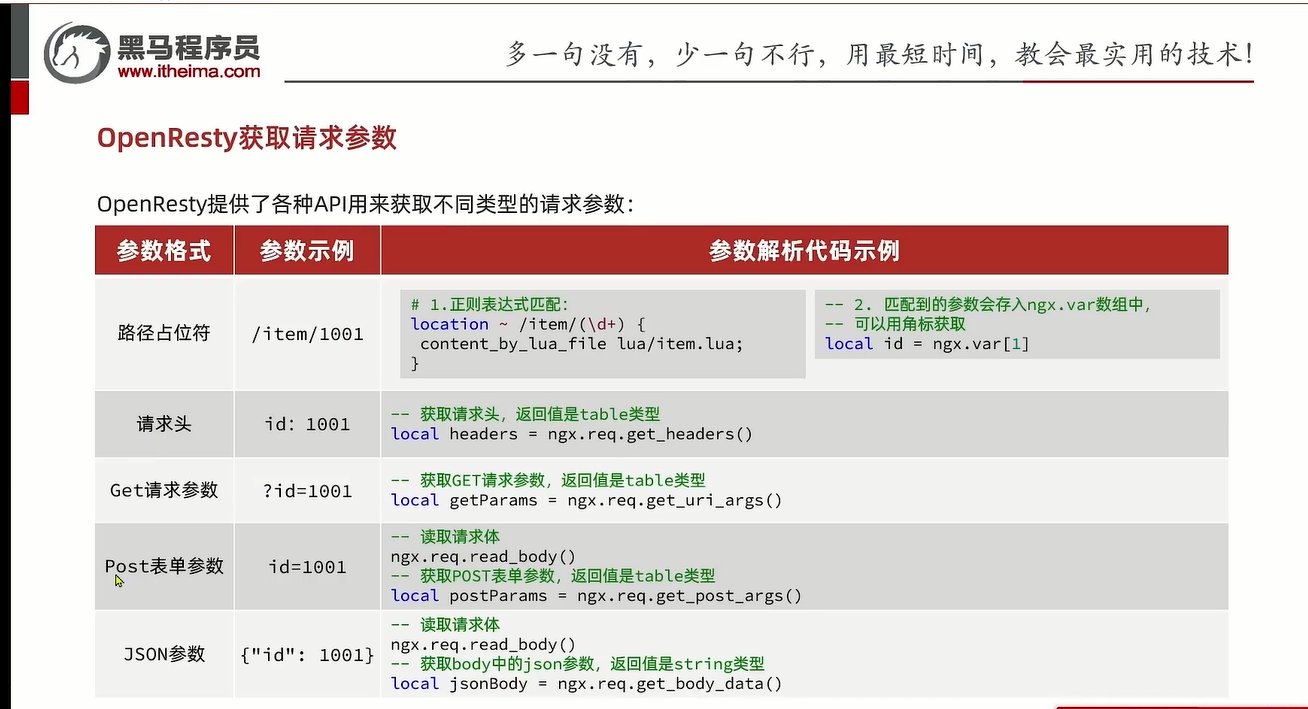 黑马程序员
www.itheima.com
多一句没有，少一句不行，用最短时间，教会最实用的技术！
OpenResty获取请求参数
OpenResty提供了各种API用来获取不同类型的请求参数：
参数格式 参数示例 参数解析代码示例
路径占位符 /item/1001
# 1.正则表达式匹配：
location ~ /item/(\d+) {
content_by_lua_file lua/item.lua;
}
-- 2. 匹配到的参数会存入ngx.var数组中，
-- 可以用角标获取
local id = ngx.var[1]
请求头 id: 1001
-- 获取请求头，返回值是table类型
local headers = ngx.req.get_headers()
Get请求参数 ?id=1001
-- 获取GET请求参数，返回值是table类型
local getParams = ngx.req.get_uri_args()
Post表单参数 id=1001
-- 读取请求体
ngx.req.read_body()
-- 获取POST表单参数，返回值是table类型
local postParams = ngx.req.get_post_args()
JSON参数 {"id": 1001}
-- 读取请求体
ngx.req.read_body()
-- 获取body中的json参数，返回值是string类型
local jsonBody = ngx.req.get_body_data()